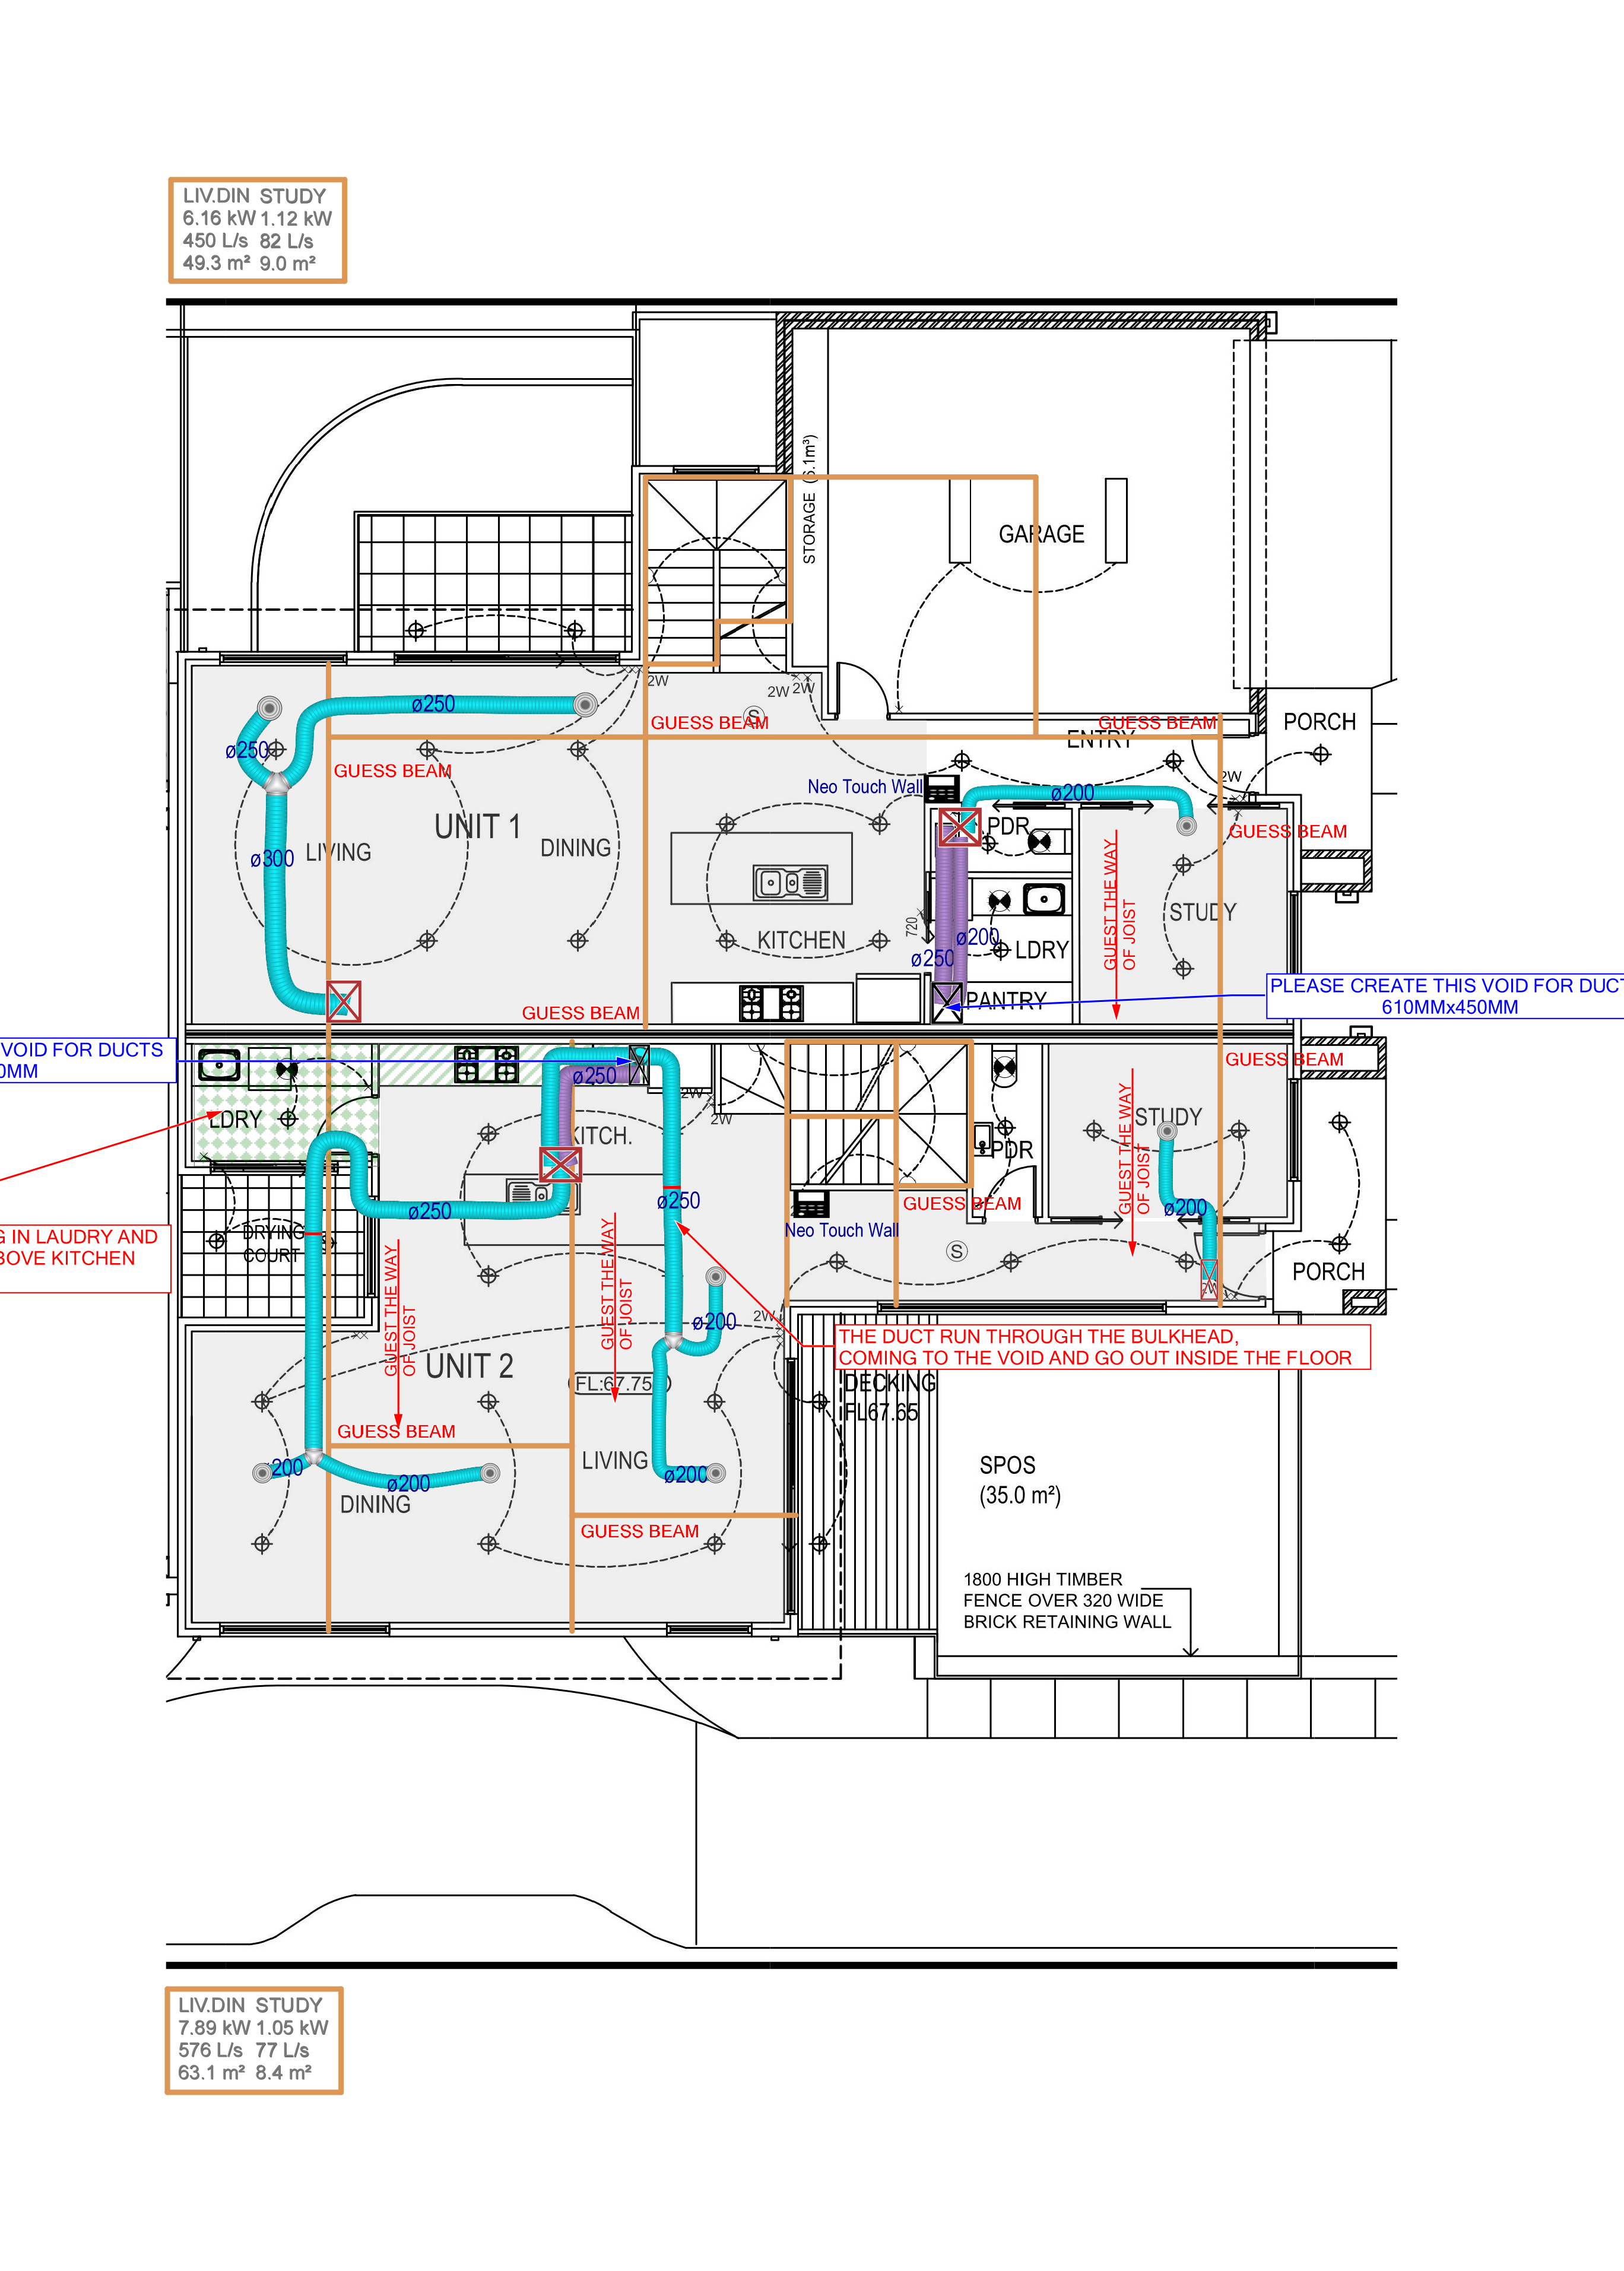 LIV.DIN STUDY
6.16 kW 1.12 kW
450 L/s 82 L/s
49.3 m² 9.0 m²
STORAGE (6.1m³)
GARAGE
2W
2W 2W
S
ø250
GUESS BEAM
GUESS BEAM
ENTRY
PORCH
ø250
GUESS BEAM
Neo Touch Wall
ø200
2W
UNIT 1
PDR
GUESS BEAM
LIVING
DINING
ø300
GUEST THE WAY
OF JOIST
STUDY
720
KITCHEN
ø200
LDRY
ø250
PLEASE CREATE THIS VOID FOR DUCT
610MMx450MM
PANTRY
GUESS BEAM
VOID FOR DUCTS
0MM
GUESS BEAM
ø250
2W
2W
LDRY
KITCH.
STUDY
GUEST THE WAY
OF JOIST
PDR
ø250
ø250
GUESS BEAM
ø200
G IN LAUDRY AND
BOVE KITCHEN
DRYING
COURT
Neo Touch Wall
S
PORCH
2W
GUEST THE WAY
OF JOIST
GUEST THE WAY
OF JOIST
2W
ø200
THE DUCT RUN THROUGH THE BULKHEAD,
COMING TO THE VOID AND GO OUT INSIDE THE FLOOR
UNIT 2
FL:67.75
DECKING
FL67.65
GUESS BEAM
LIVING
200
ø200
ø200
DINING
SPOS
(35.0 m²)
GUESS BEAM
1800 HIGH TIMBER
FENCE OVER 320 WIDE
BRICK RETAINING WALL
LIV.DIN STUDY
7.89 kW 1.05 kW
576 L/s 77 L/s
63.1 m² 8.4 m²